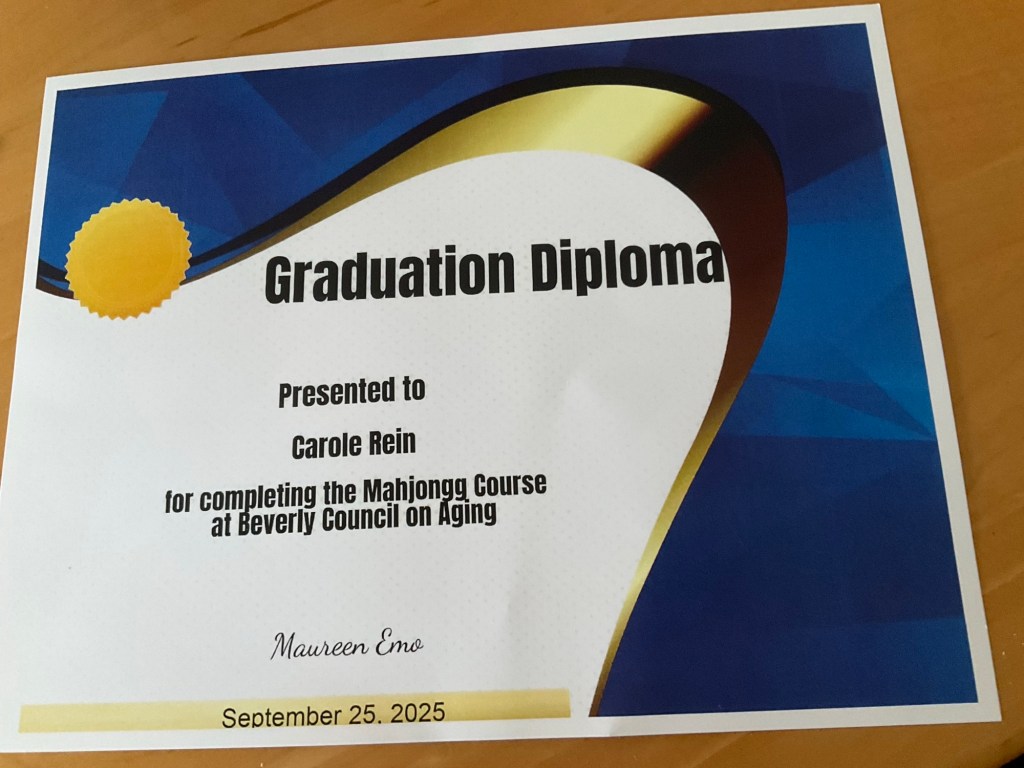 Graduation Diploma
Presented to
Carole Rein
for completing the Mahjongg Course
at Beverly Council on Aging
Maureen Emo
September 25, 2025